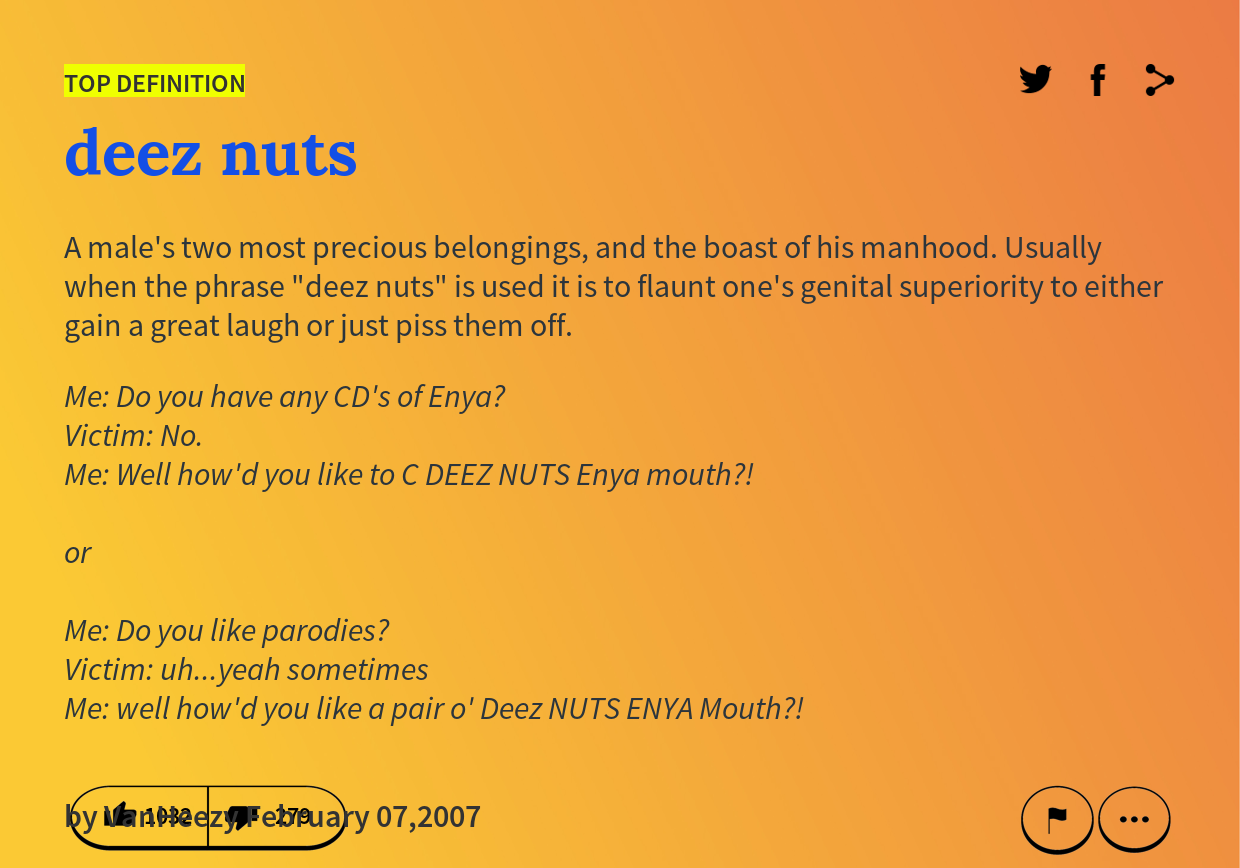 TOP DEFINITION
deez nuts
A male's two most precious belongings, and the boast of his manhood. Usually
when the phrase "deez nuts" is used it is to flaunt one's genital superiority to either
gain a great laugh or just piss them off.
Me: Do you have any CD's of Enya?
Victim: No.
Me: Well how'd you like to C DEEZ NUTS Enya mouth?!
or
Me: Do you like parodies?
Victim: uh...yeah sometimes
Me: well how'd you like a pair o' Deez NUTS ENYA Mouth?!
by VanHeezy February 07,2007
279